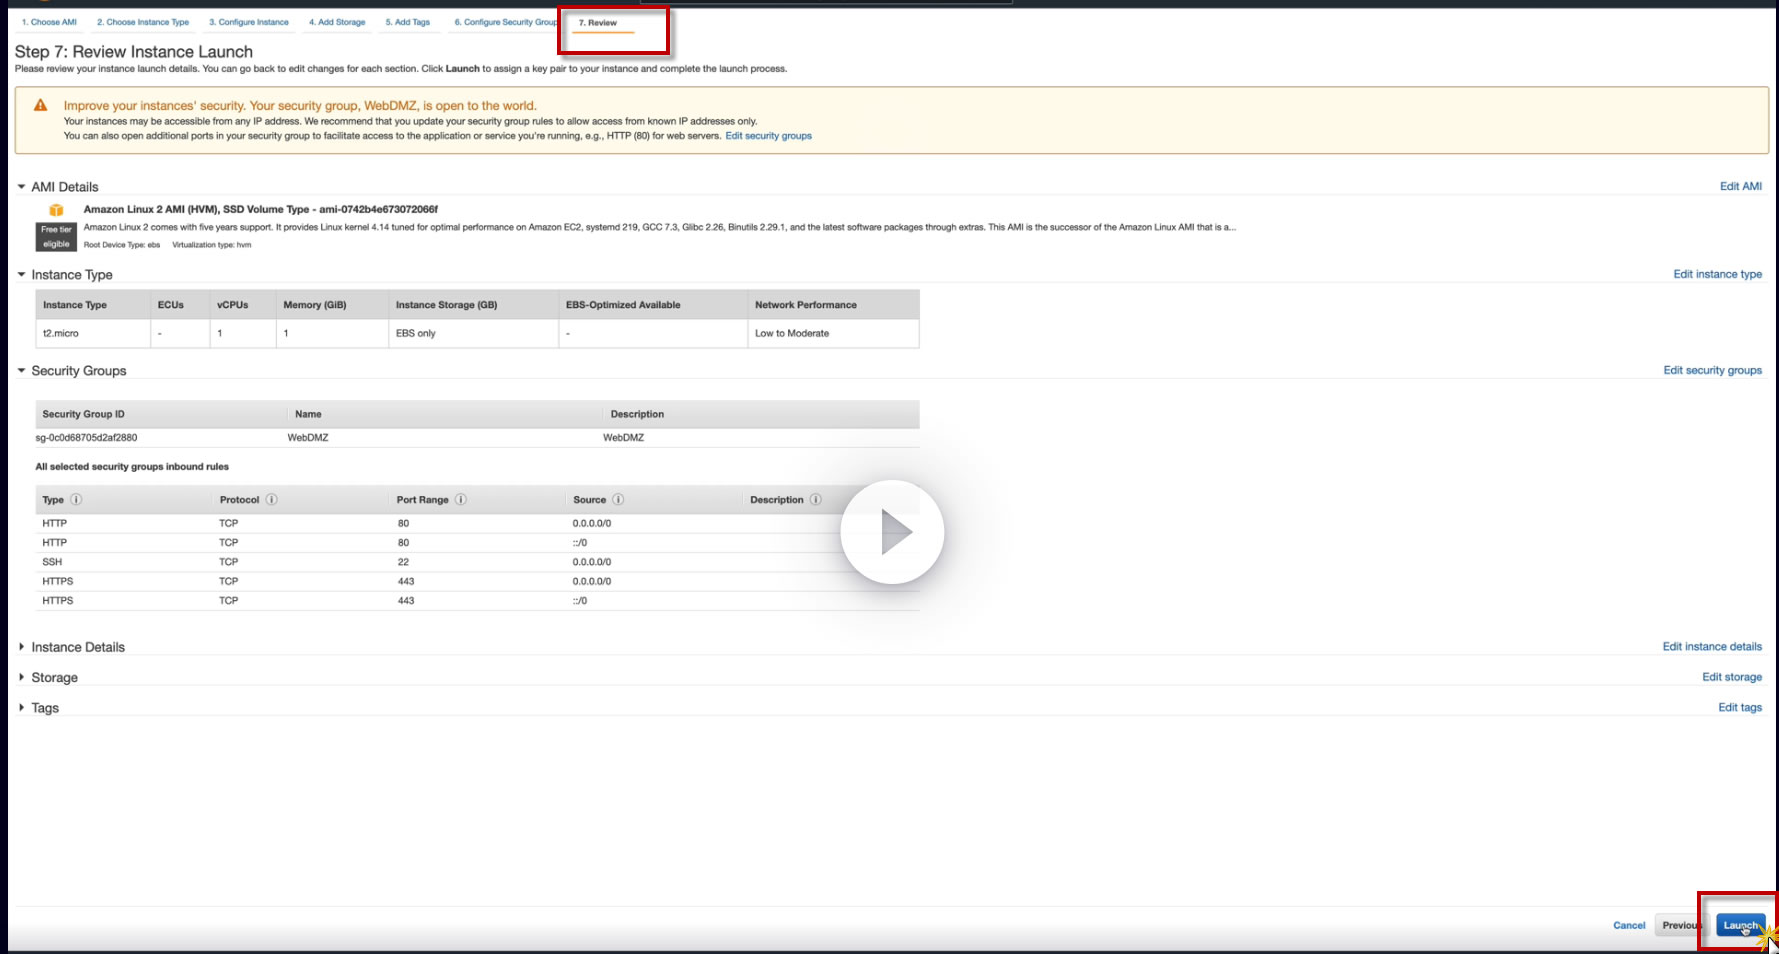 1. Choose AMI 2. Choose Instance Type 3. Configure Instance 4. Add Storage 5. Add Tags 6. Configure Security Group 7. Review
Step 7: Review Instance Launch
Please review your instance launch details. You can go back to edit changes for each section. Click Launch to assign a key pair to your instance and complete the launch process.
Improve your instances' security. Your security group, WebDMZ, is open to the world.
Your instances may be accessible from any IP address. We recommend that you update your security group rules to allow access from known IP addresses only.
You can also open additional ports in your security group to facilitate access to the application or service you're running, e.g., HTTP (80) for web servers. Edit security groups
AMI Details Edit AMI
Amazon Linux 2 AMI (HVM), SSD Volume Type - ami-0742b4e673072066f
Free tier eligible
Amazon Linux 2 comes with five years support. It provides Linux kernel 4.14 tuned for optimal performance on Amazon EC2, systemd 219, GCC 7.3, Glibc 2.26, Binutils 2.29.1, and the latest software packages through extras. This AMI is the successor of the Amazon Linux AMI that is a...
Root Device Type: ebs Virtualization type: hvm
Instance Type Edit instance type
Instance Type ECUs vCPUs Memory (GiB) Instance Storage (GB) EBS-Optimized Available Network Performance
t2.micro - 1 1 EBS only - Low to Moderate
Security Groups Edit security groups
Security Group ID Name Description
sg-0c0d68705d2af2880 WebDMZ WebDMZ
All selected security groups inbound rules
Type Protocol Port Range Source Description
HTTP TCP 80 0.0.0.0/0
HTTP TCP 80 ::/0
SSH TCP 22 0.0.0.0/0
HTTPS TCP 443 0.0.0.0/0
HTTPS TCP 443 ::/0
Instance Details Edit instance details
Storage Edit storage
Tags Edit tags
Cancel Previous Launch